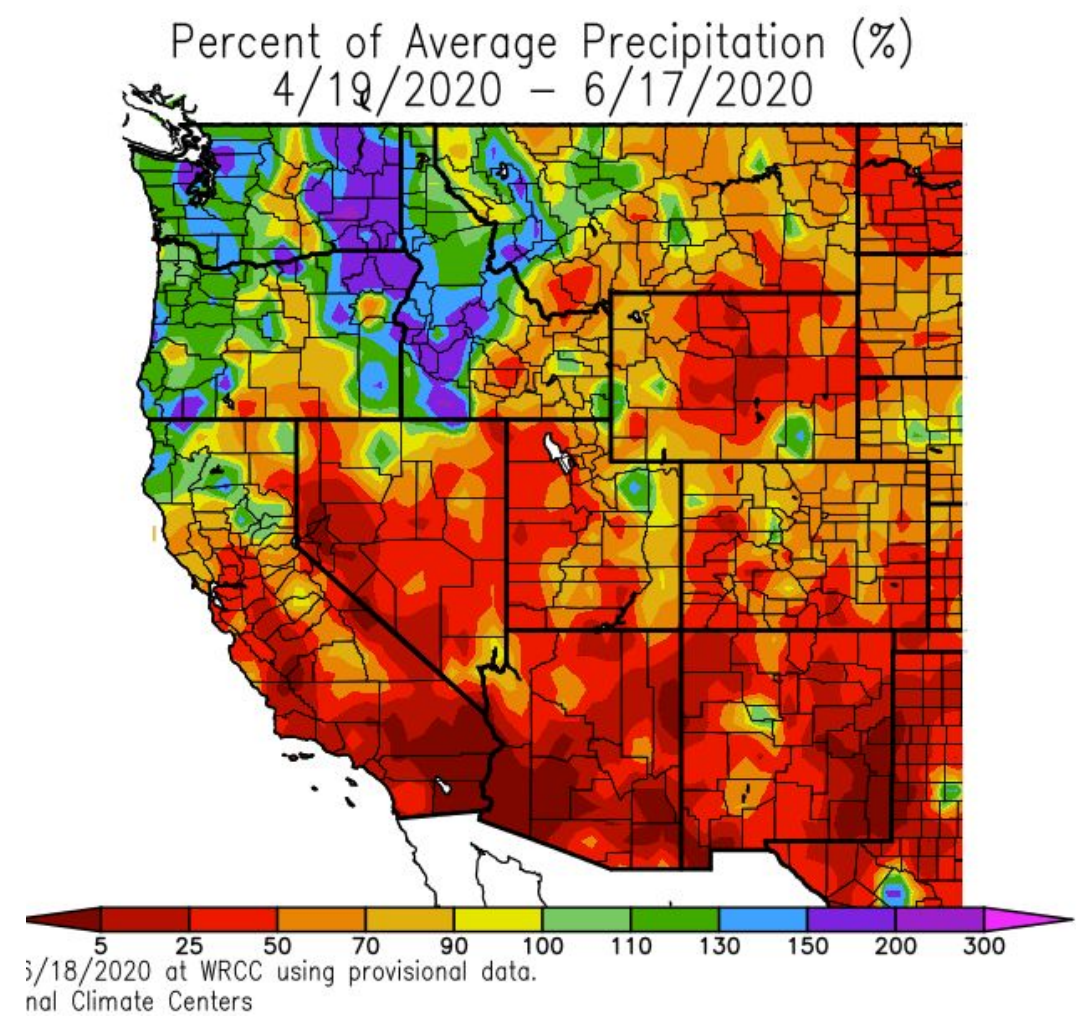 Percent of Average Precipitation (%)
4/19/2020 – 6/17/2020
5 25 50 70 90 100 110 130 150 200 300
6/18/2020 at WRCC using provisional data.
nal Climate Centers